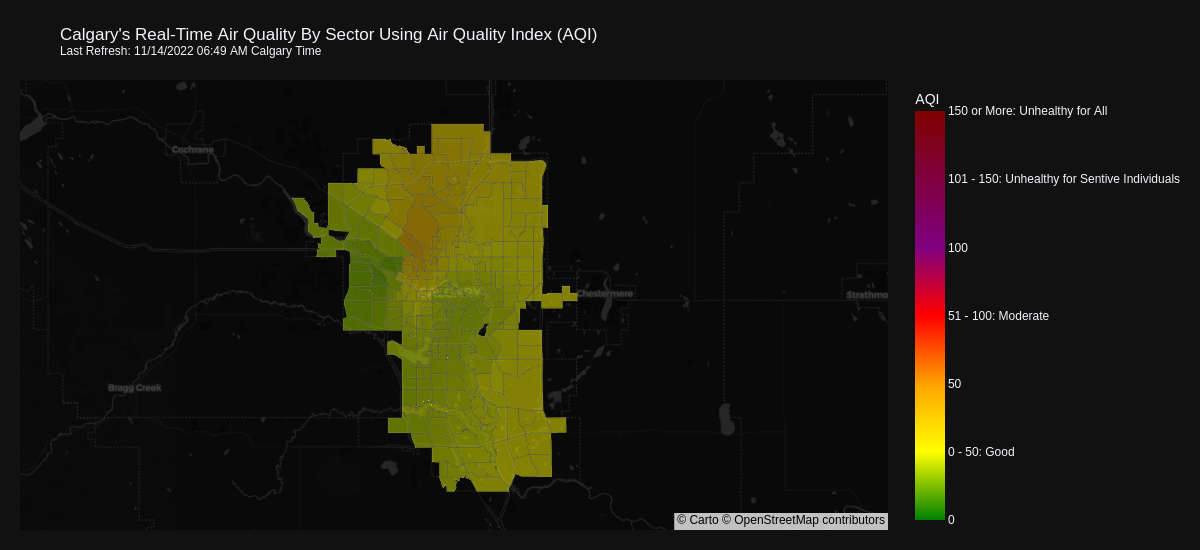 Calgary's Real-Time Air Quality By Sector Using Air Quality Index (AQI)
Last Refresh: 11/14/2022 06:49 AM Calgary Time
AQI
150 or More: Unhealthy for All
Cochrane
101 - 150: Unhealthy for Sentive Individuals
100
CALGARY
Chestermere
Strathmo
51 - 100: Moderate
50
Bragg Creek
0 - 50: Good
0
© Carto © OpenStreetMap contributors